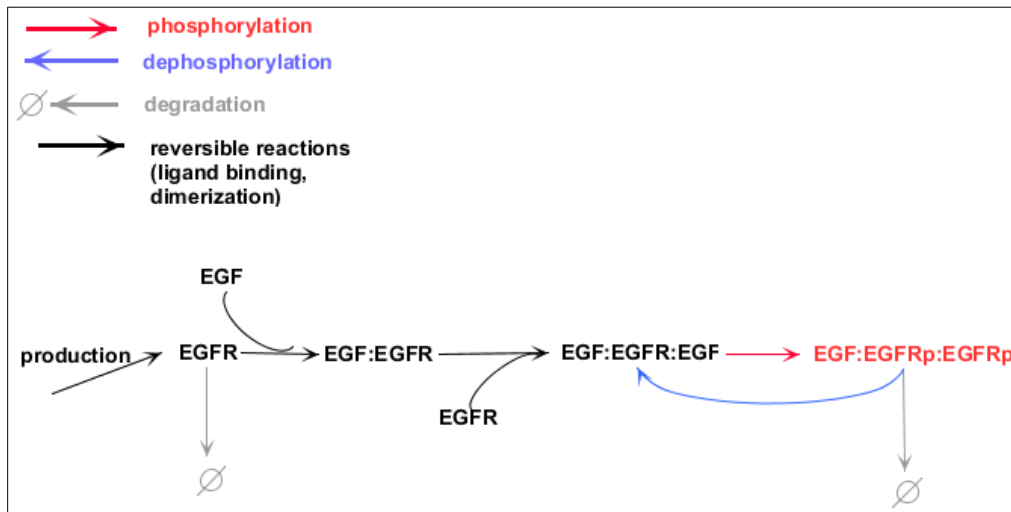 phosphorylation
dephosphorylation
∅ degradation
reversible reactions
(ligand binding,
dimerization)
EGF
production EGFR EGF:EGFR EGF:EGFR:EGF EGF:EGFRp:EGFRp
EGFR
∅
∅